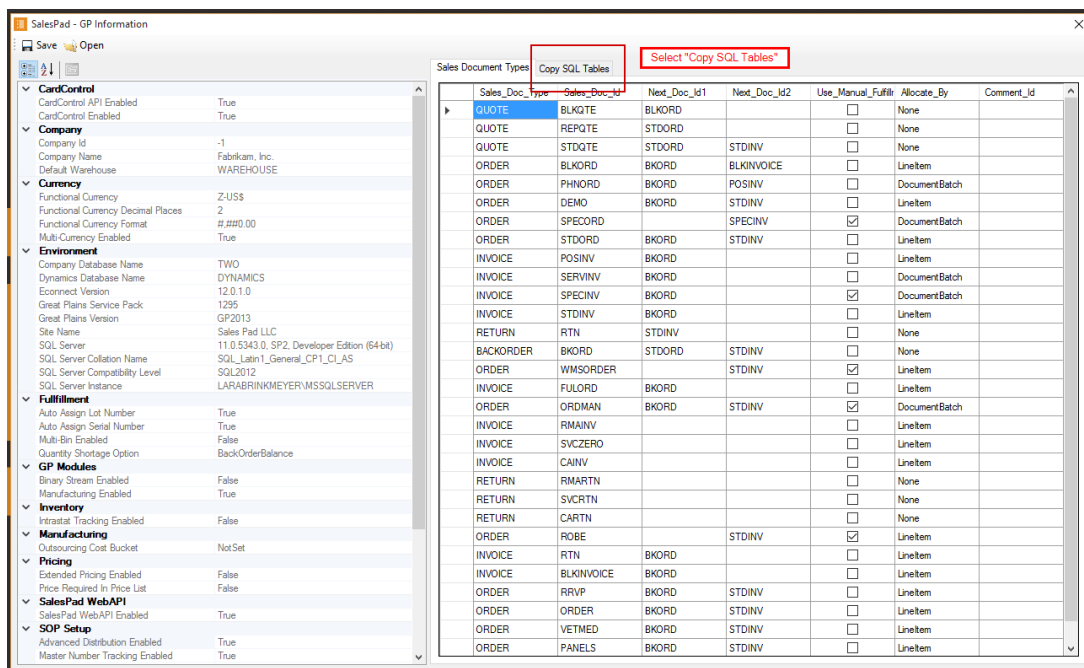 SalesPad - GP Information
Save Open
Sales Document Types Copy SQL Tables
Select "Copy SQL Tables"
CardControl
CardControl API Enabled True
CardControl Enabled True
Company
Company Id -1
Company Name Fabrikam, Inc.
Default Warehouse WAREHOUSE
Currency
Functional Currency Z-US$
Functional Currency Decimal Places 2
Functional Currency Format #,##0.00
Multi-Currency Enabled True
Environment
Company Database Name TWO
Dynamics Database Name DYNAMICS
Econnect Version 12.0.1.0
Great Plains Service Pack 1295
Great Plains Version GP2013
Site Name Sales Pad LLC
SQL Server 11.0.5343.0, SP2, Developer Edition (64-bit)
SQL Server Collation Name SQL_Latin1_General_CP1_CI_AS
SQL Server Compatibility Level SQL2012
SQL Server Instance LARABRINKMEYER\MSSQLSERVER
Fullfillment
Auto Assign Lot Number True
Auto Assign Serial Number True
Multi-Bin Enabled False
Quantity Shortage Option BackOrderBalance
GP Modules
Binary Stream Enabled False
Manufacturing Enabled True
Inventory
Intrastat Tracking Enabled False
Manufacturing
Outsourcing Cost Bucket NotSet
Pricing
Extended Pricing Enabled False
Price Required In Price List False
SalesPad WebAPI
SalesPad WebAPI Enabled True
SOP Setup
Advanced Distribution Enabled True
Master Number Tracking Enabled True
Sales_Doc_Type Sales_Doc_Id Next_Doc_Id1 Next_Doc_Id2 Use_Manual_Fulfillr Allocate_By Comment_Id
QUOTE BLKQTE BLKORD None
QUOTE REPQTE STDORD None
QUOTE STDQTE STDORD STDINV None
ORDER BLKORD BKORD BLKINVOICE LineItem
ORDER PHNORD BKORD POSINV DocumentBatch
ORDER DEMO BKORD STDINV LineItem
ORDER SPECORD SPECINV DocumentBatch
ORDER STDORD BKORD STDINV LineItem
INVOICE POSINV BKORD LineItem
INVOICE SERVINV BKORD DocumentBatch
INVOICE SPECINV BKORD DocumentBatch
INVOICE STDINV BKORD LineItem
RETURN RTN STDINV None
BACKORDER BKORD STDORD STDINV None
ORDER WMSORDER STDINV LineItem
INVOICE FULORD BKORD LineItem
ORDER ORDMAN BKORD STDINV DocumentBatch
INVOICE RMAINV LineItem
INVOICE SVCZERO LineItem
INVOICE CAINV LineItem
RETURN RMARTN None
RETURN SVCRTN None
RETURN CARTN None
ORDER ROBE STDINV LineItem
INVOICE RTN BKORD LineItem
INVOICE BLKINVOICE BKORD LineItem
ORDER RRVP BKORD STDINV LineItem
ORDER ORDER BKORD STDINV LineItem
ORDER VETMED BKORD STDINV LineItem
ORDER PANELS BKORD STDINV LineItem